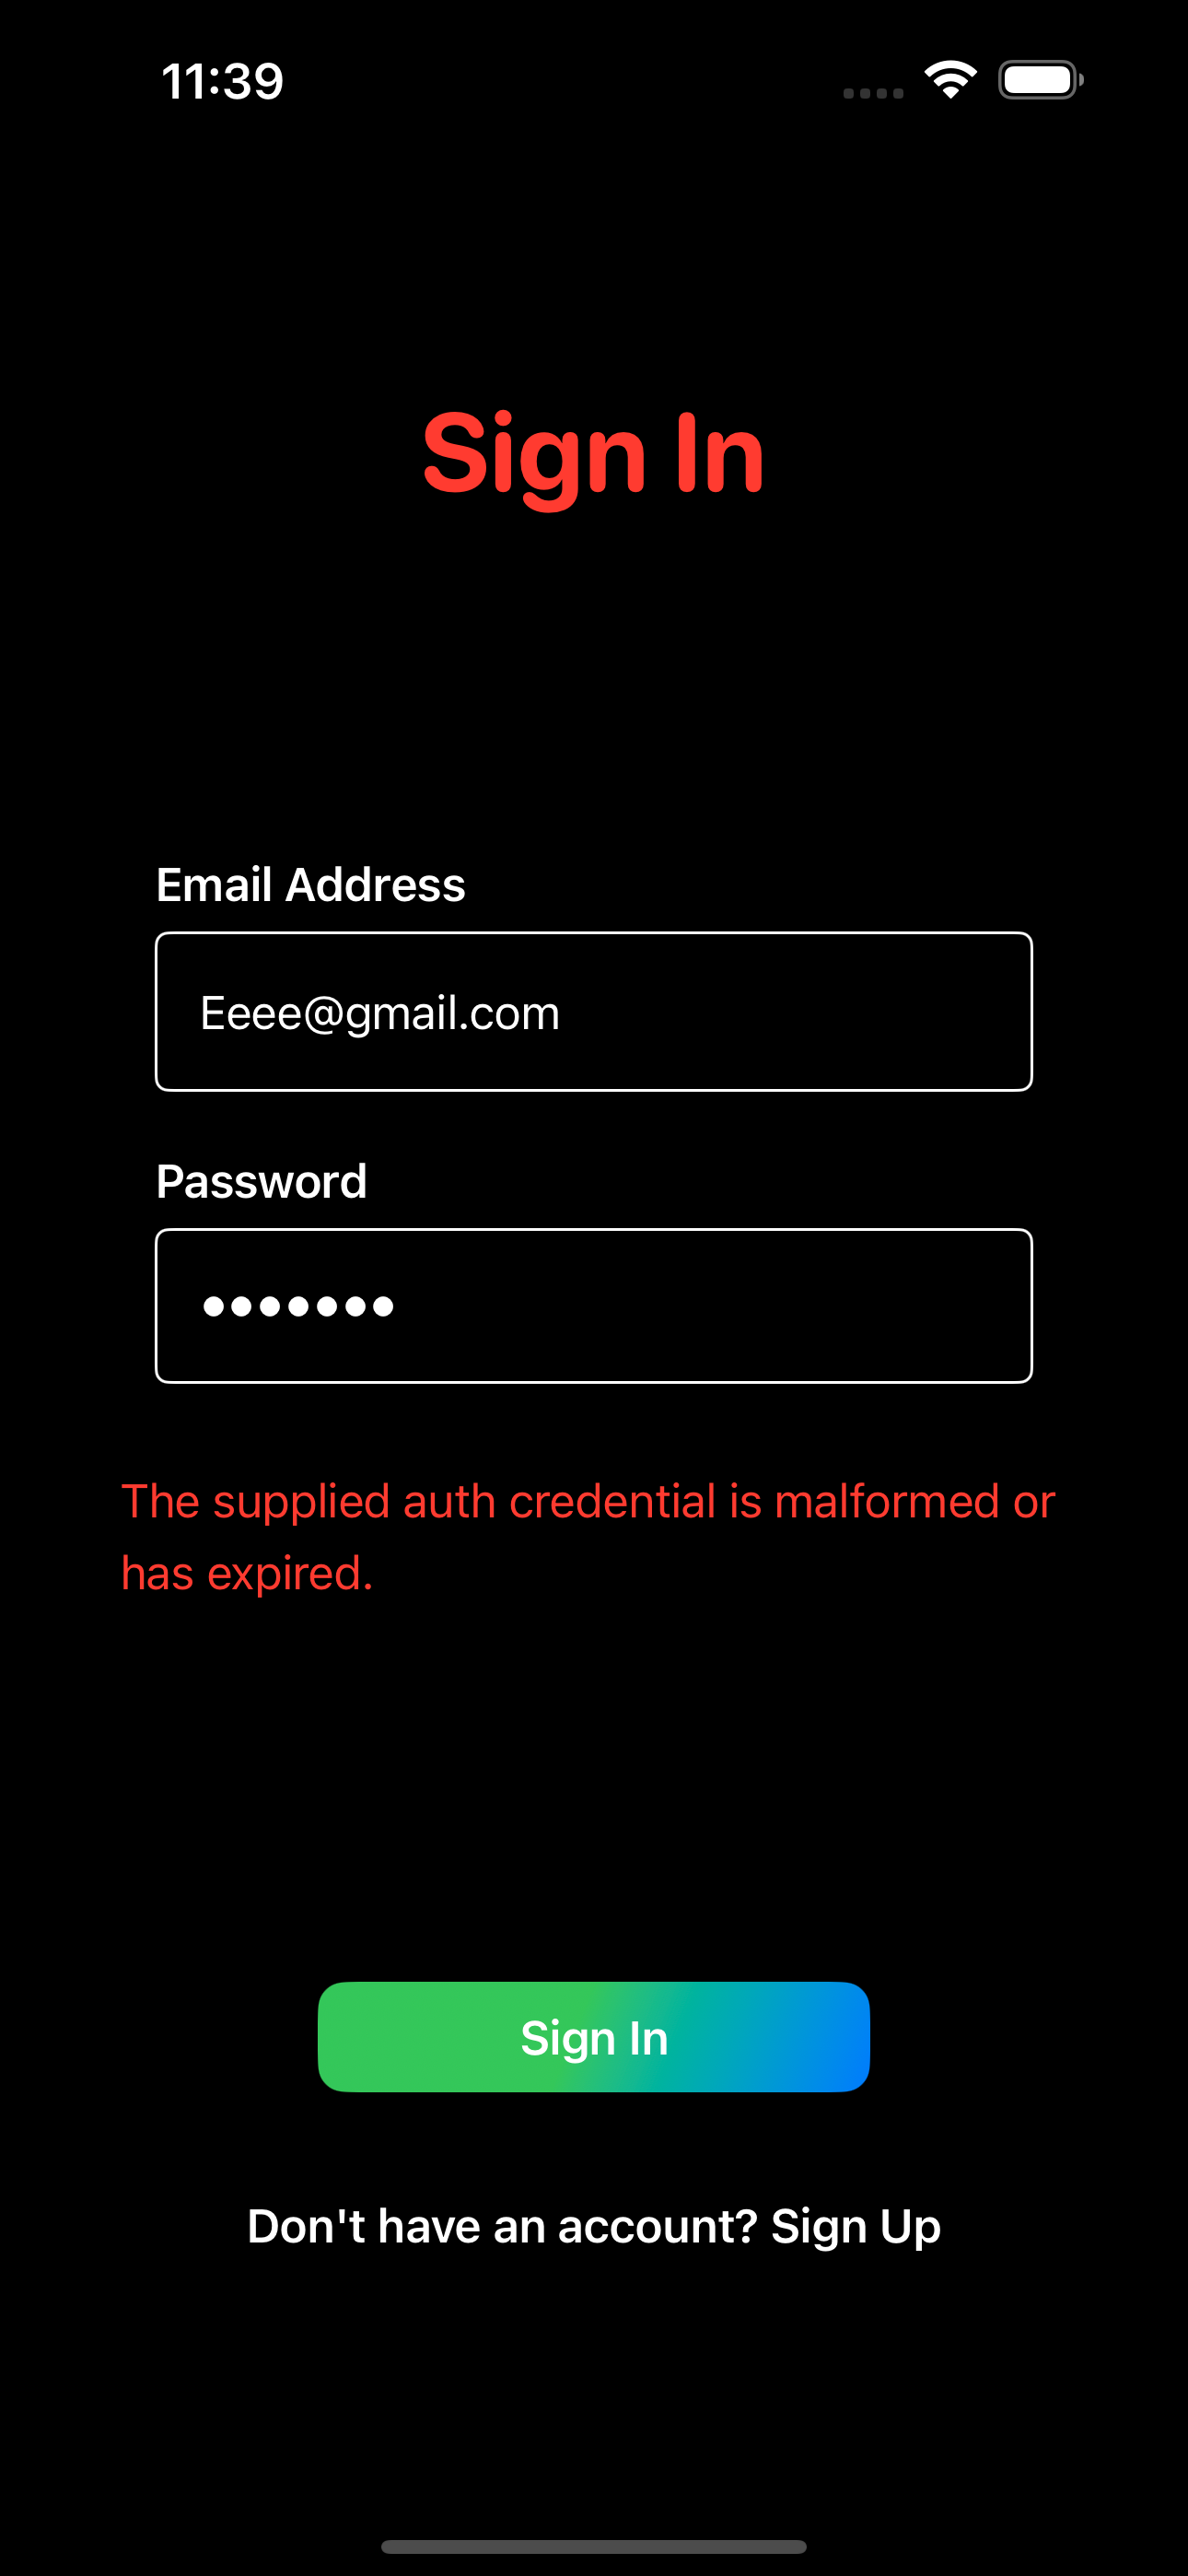 11:39
Sign In
Email Address
Eeee@gmail.com
Password
•••••••
The supplied auth credential is malformed or
has expired.
Sign In
Don't have an account? Sign Up